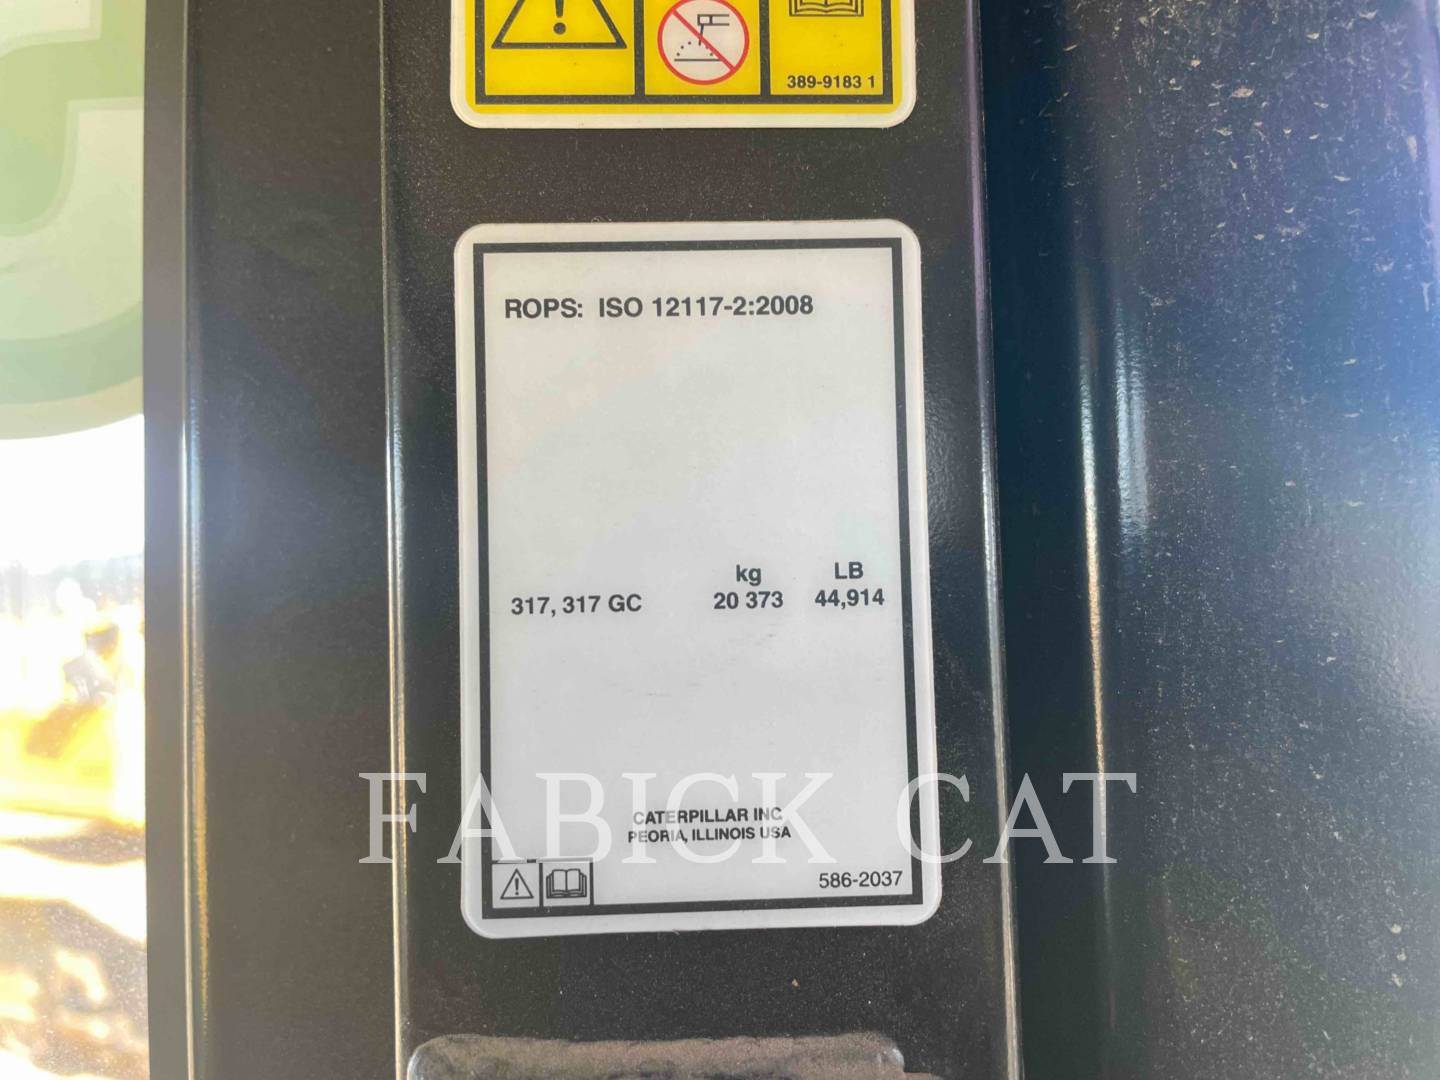 389-9183 1
ROPS: ISO 12117-2:2008
kg LB
317, 317 GC 20 373 44,914
FABICK CAT
CATERPILLAR INC
PEORIA, ILLINOIS USA
586-2037